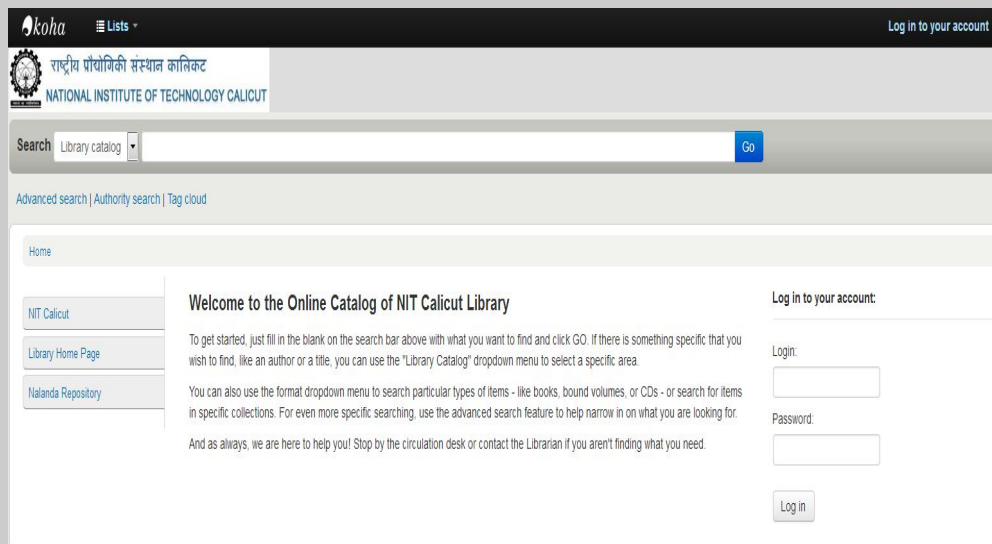 koha Lists Log in to your account
राष्ट्रीय प्रौद्योगिकी संस्थान कालिकट
NATIONAL INSTITUTE OF TECHNOLOGY CALICUT
Search Library catalog Go
Advanced search | Authority search | Tag cloud
Home
NIT Calicut
Library Home Page
Nalanda Repository
Welcome to the Online Catalog of NIT Calicut Library
To get started, just fill in the blank on the search bar above with what you want to find and click GO. If there is something specific that you
wish to find, like an author or a title, you can use the "Library Catalog" dropdown menu to select a specific area.
You can also use the format dropdown menu to search particular types of items - like books, bound volumes, or CDs - or search for items
in specific collections. For even more specific searching, use the advanced search feature to help narrow in on what you are looking for.
And as always, we are here to help you! Stop by the circulation desk or contact the Librarian if you aren't finding what you need.
Log in to your account:
Login:
Password:
Log in